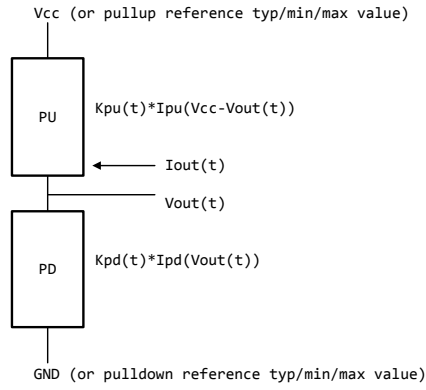 Vcc (or pullup reference typ/min/max value)
PU
Kpu(t)*Ipu(Vcc-Vout(t))
Iout(t)
Vout(t)
PD
Kpd(t)*Ipd(Vout(t))
GND (or pulldown reference typ/min/max value)